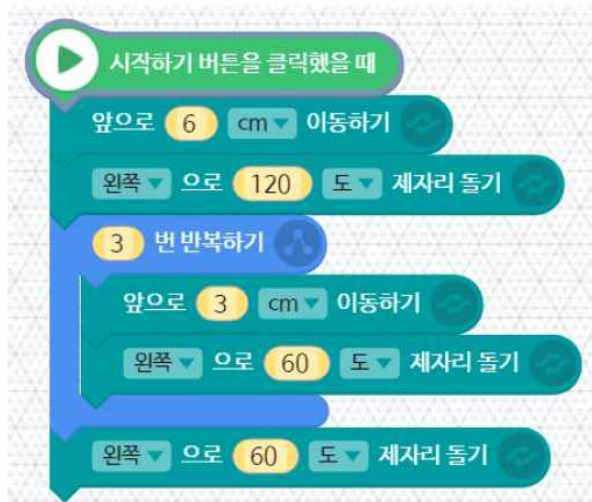 시작하기 버튼을 클릭했을 때
앞으로 6 cm 이동하기
왼쪽 으로 120 도 제자리 돌기
3 번 반복하기
앞으로 3 cm 이동하기
왼쪽 으로 60 도 제자리 돌기
왼쪽 으로 60 도 제자리 돌기